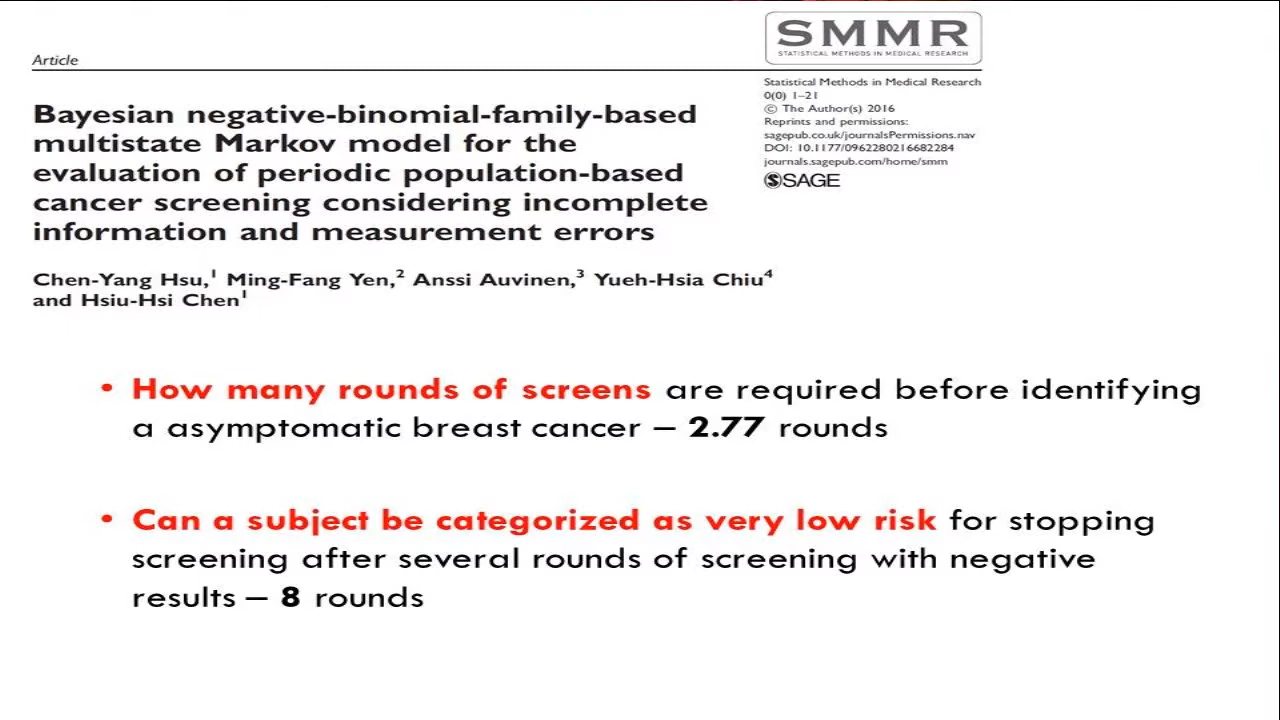 Article
SMMR
STATISTICAL METHODS IN MEDICAL RESEARCH
Bayesian negative-binomial-family-based
multistate Markov model for the
evaluation of periodic population-based
cancer screening considering incomplete
information and measurement errors
Statistical Methods in Medical Research
0(0) 1–21
© The Author(s) 2016
Reprints and permissions:
sagepub.co.uk/journalsPermissions.nav
DOI: 10.1177/0962280216682284
journals.sagepub.com/home/smm
SAGE
Chen-Yang Hsu,1 Ming-Fang Yen,2 Anssi Auvinen,3 Yueh-Hsia Chiu4
and Hsiu-Hsi Chen1
• How many rounds of screens are required before identifying
a asymptomatic breast cancer – 2.77 rounds
• Can a subject be categorized as very low risk for stopping
screening after several rounds of screening with negative
results – 8 rounds